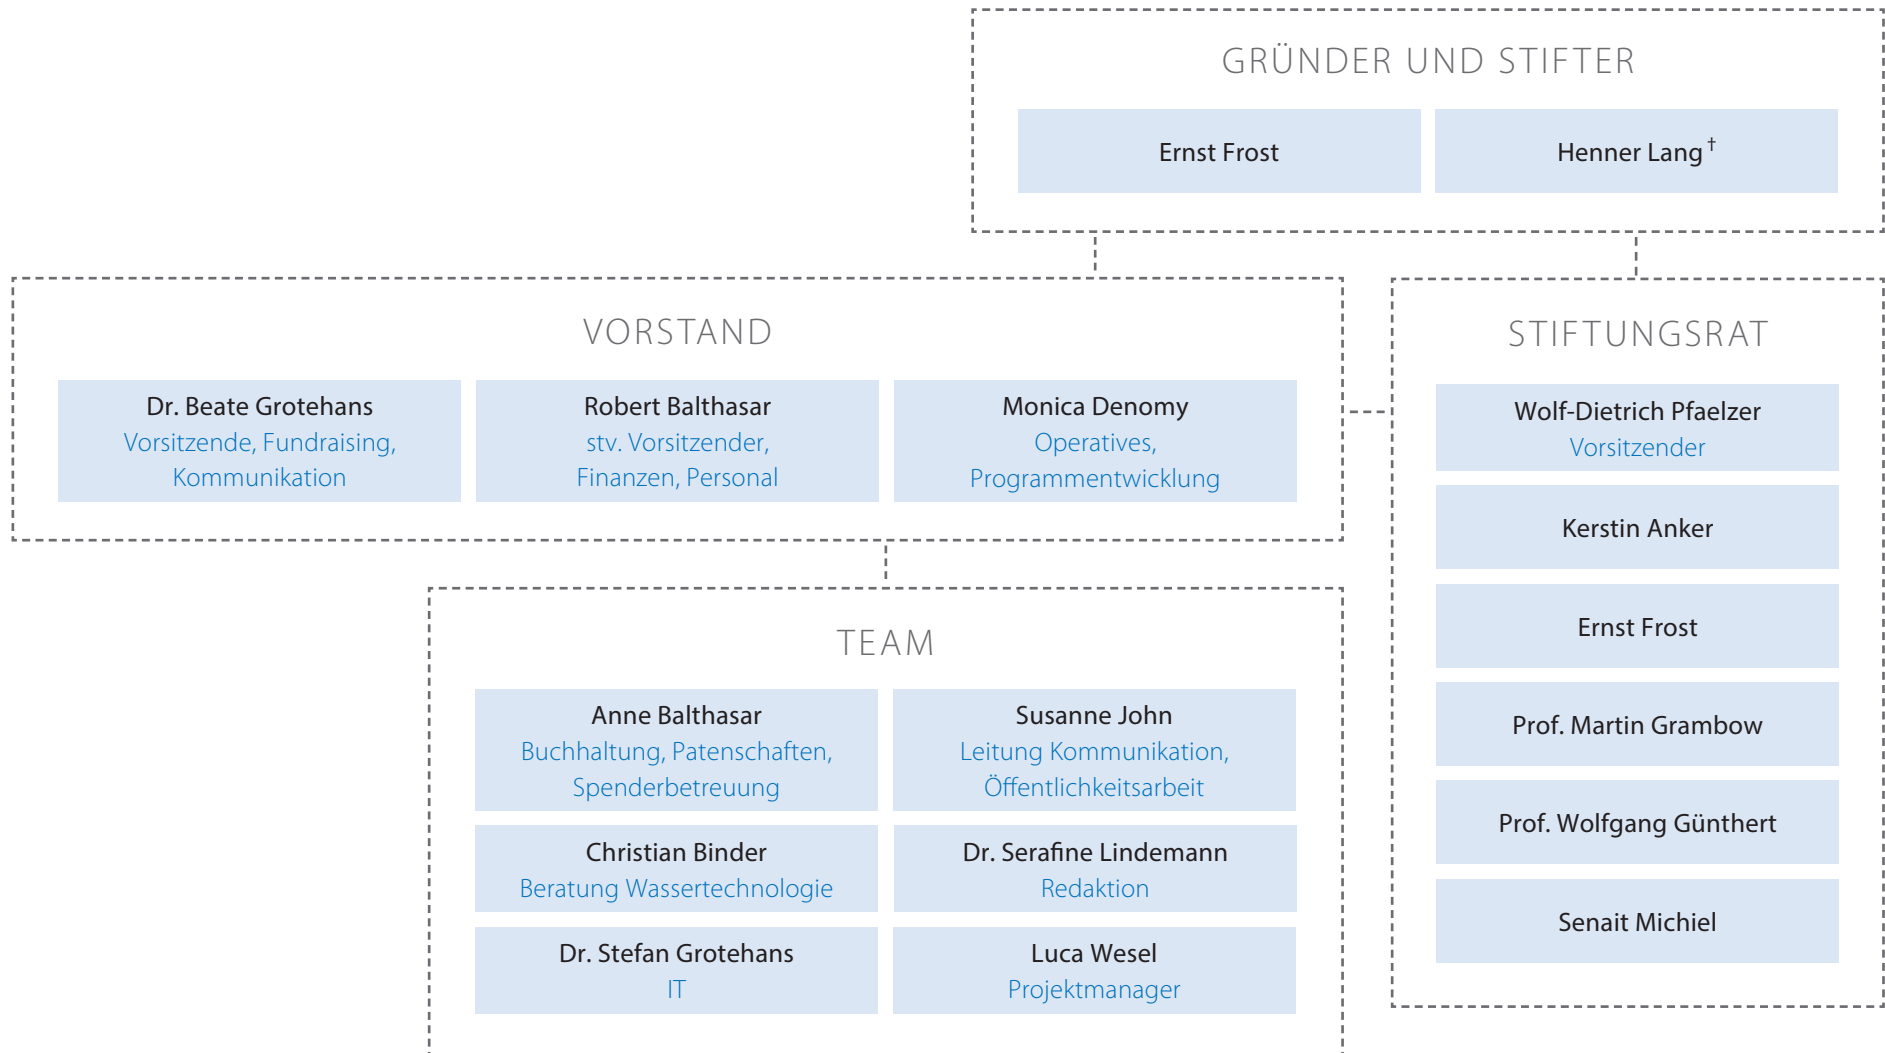 GRÜNDER UND STIFTER
Ernst Frost
Henner Lang †
VORSTAND
Dr. Beate Grotehans
Vorsitzende, Fundraising,
Kommunikation
Robert Balthasar
stv. Vorsitzender,
Finanzen, Personal
Monica Denomy
Operatives,
Programmentwicklung
STIFTUNGSRAT
Wolf-Dietrich Pfaelzer
Vorsitzender
Kerstin Anker
Ernst Frost
Prof. Martin Grambow
Prof. Wolfgang Günthert
Senait Michiel
TEAM
Anne Balthasar
Buchhaltung, Patenschaften,
Spenderbetreuung
Susanne John
Leitung Kommunikation,
Öffentlichkeitsarbeit
Christian Binder
Beratung Wassertechnologie
Dr. Serafine Lindemann
Redaktion
Dr. Stefan Grotehans
IT
Luca Wesel
Projektmanager